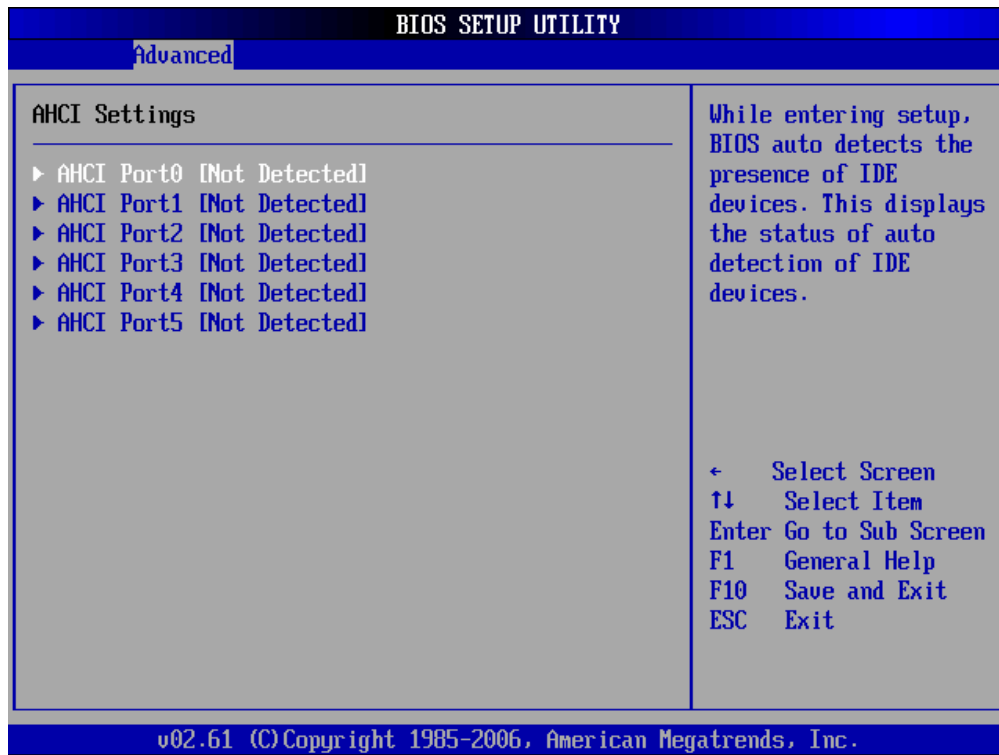 BIOS SETUP UTILITY
Advanced
AHCI Settings
▶ AHCI Port0 [Not Detected]
▶ AHCI Port1 [Not Detected]
▶ AHCI Port2 [Not Detected]
▶ AHCI Port3 [Not Detected]
▶ AHCI Port4 [Not Detected]
▶ AHCI Port5 [Not Detected]
While entering setup,
BIOS auto detects the
presence of IDE
devices. This displays
the status of auto
detection of IDE
devices.
← Select Screen
↑↓ Select Item
Enter Go to Sub Screen
F1 General Help
F10 Save and Exit
ESC Exit
v02.61 (C)Copyright 1985-2006, American Megatrends, Inc.